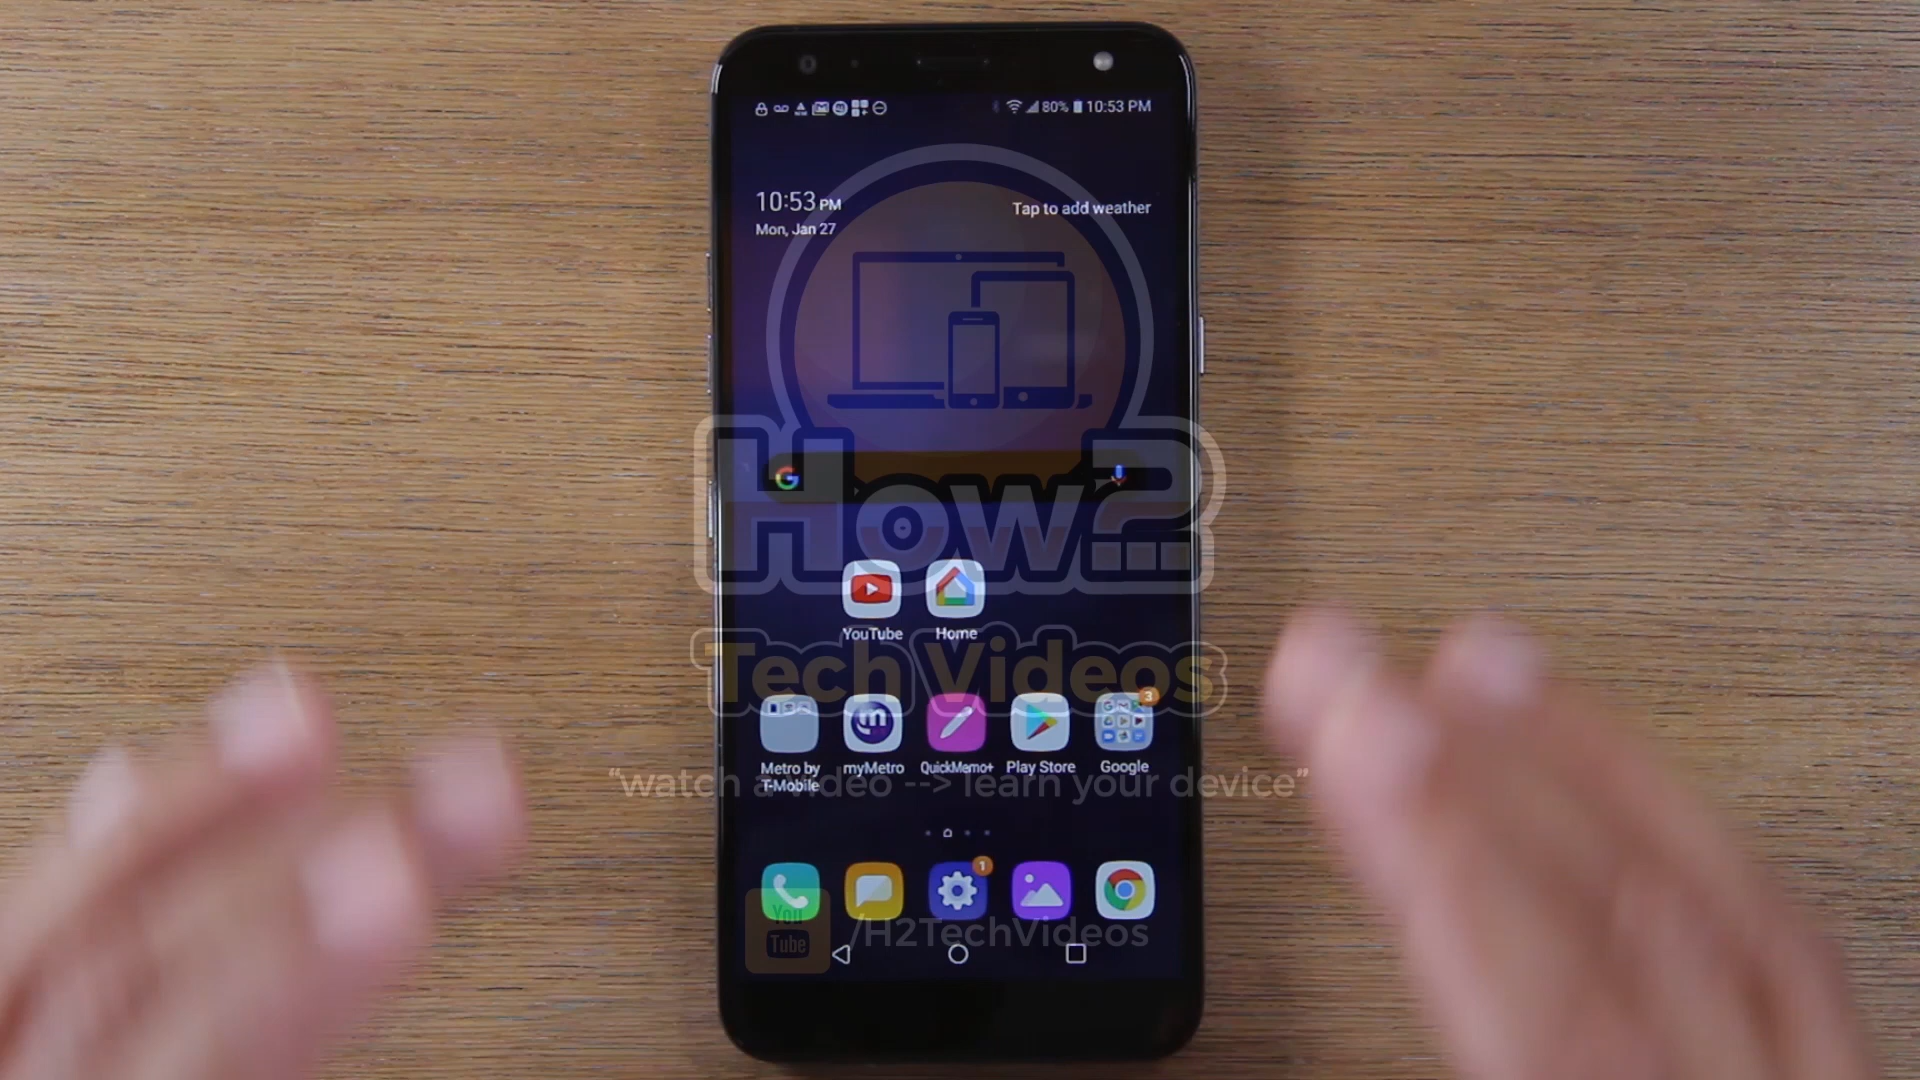 80% 10:53 PM
10:53 PM
Tap to add weather
Mon, Jan 27
How2...
YouTube
Home
Tech Videos
3
Metro by
T-Mobile
myMetro
QuickMemo+
Play Store
Google
“watch a video --> learn your device”
1
You
Tube
/H2TechVideos